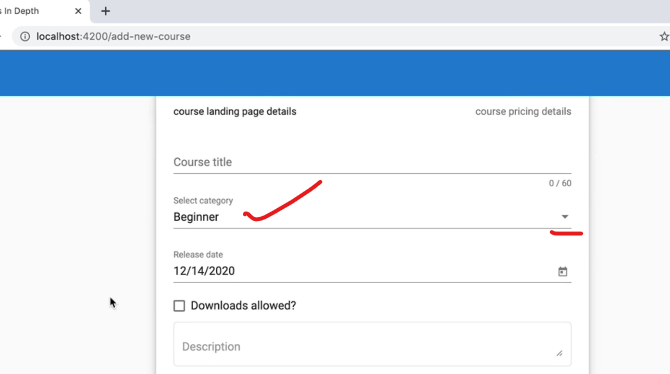 s In Depth
localhost:4200/add-new-course
course landing page details
course pricing details
Course title
0 / 60
Select category
Beginner
Release date
12/14/2020
Downloads allowed?
Description